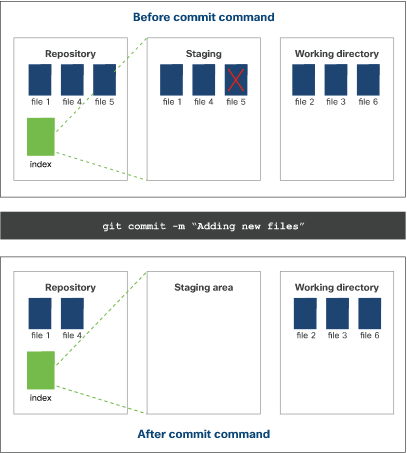 Before commit command
Repository
Staging
Working directory
file 1 file 4 file 5
file 1 file 4 file 5
file 2 file 3 file 6
index
git commit -m “Adding new files”
Repository
Staging area
Working directory
file 1 file 4
file 2 file 3 file 6
index
After commit command